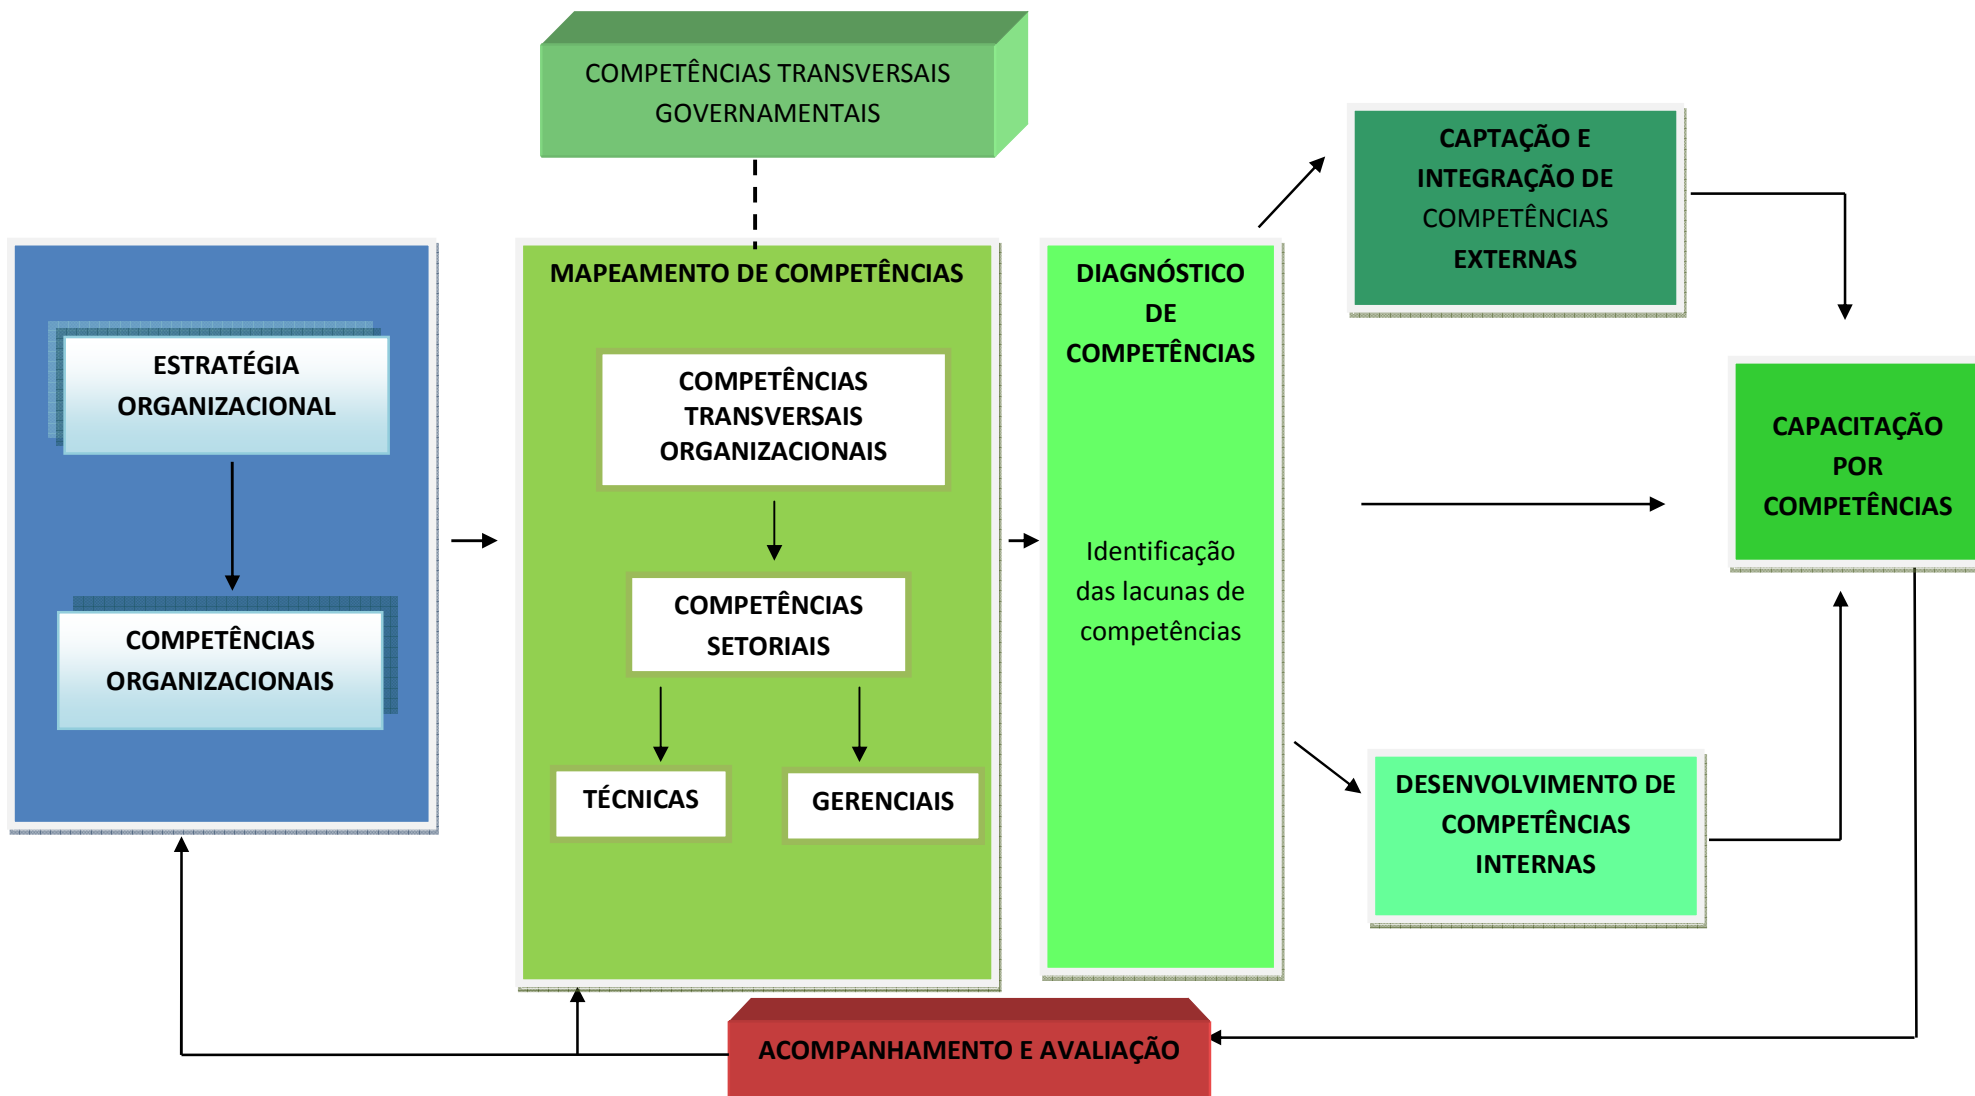 COMPETÊNCIAS TRANSVERSAIS
GOVERNAMENTAIS
ESTRATÉGIA
ORGANIZACIONAL
COMPETÊNCIAS
ORGANIZACIONAIS
MAPEAMENTO DE COMPETÊNCIAS
COMPETÊNCIAS
TRANSVERSAIS
ORGANIZACIONAIS
COMPETÊNCIAS
SETORIAIS
TÉCNICAS
GERENCIAIS
DIAGNÓSTICO
DE
COMPETÊNCIAS
Identificação
das lacunas de
competências
CAPTAÇÃO E
INTEGRAÇÃO DE
COMPETÊNCIAS
EXTERNAS
DESENVOLVIMENTO DE
COMPETÊNCIAS
INTERNAS
CAPACITAÇÃO
POR
COMPETÊNCIAS
ACOMPANHAMENTO E AVALIAÇÃO